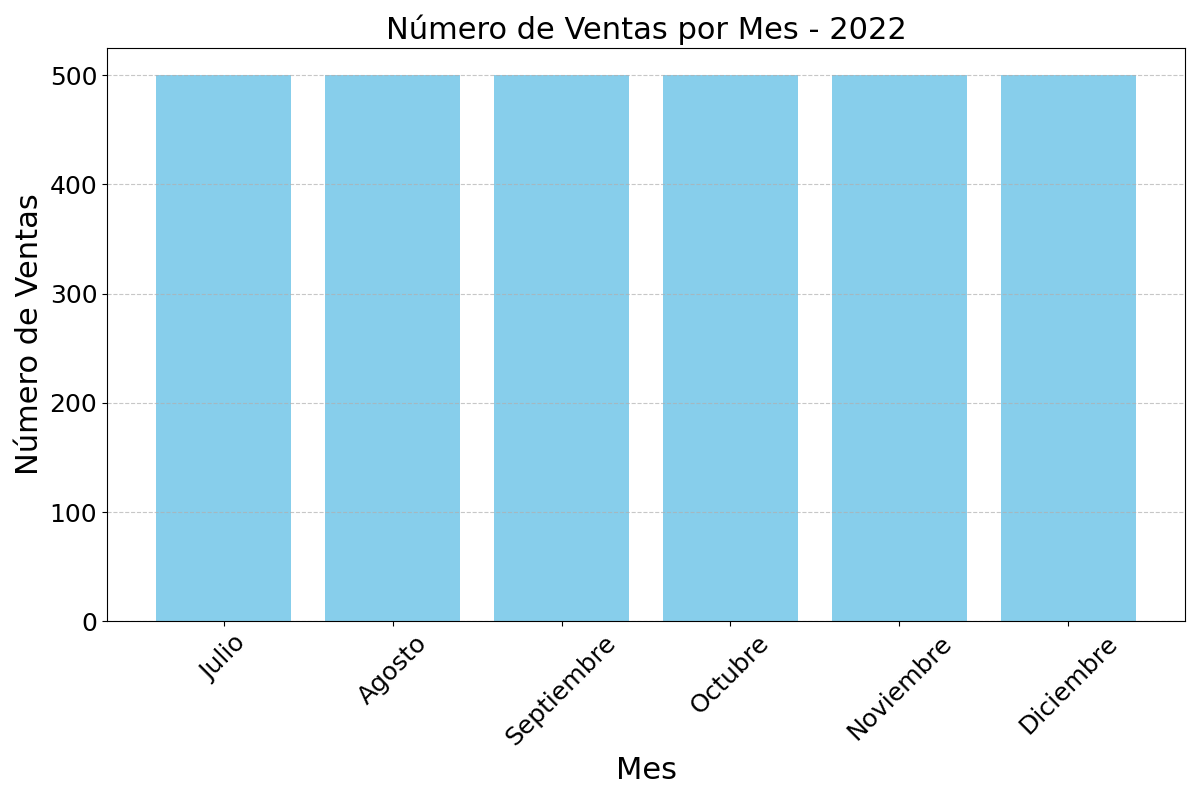 Número de Ventas por Mes - 2022
Número de Ventas
500
400
300
200
100
0
Julio
Agosto
Septiembre
Octubre
Noviembre
Diciembre
Mes